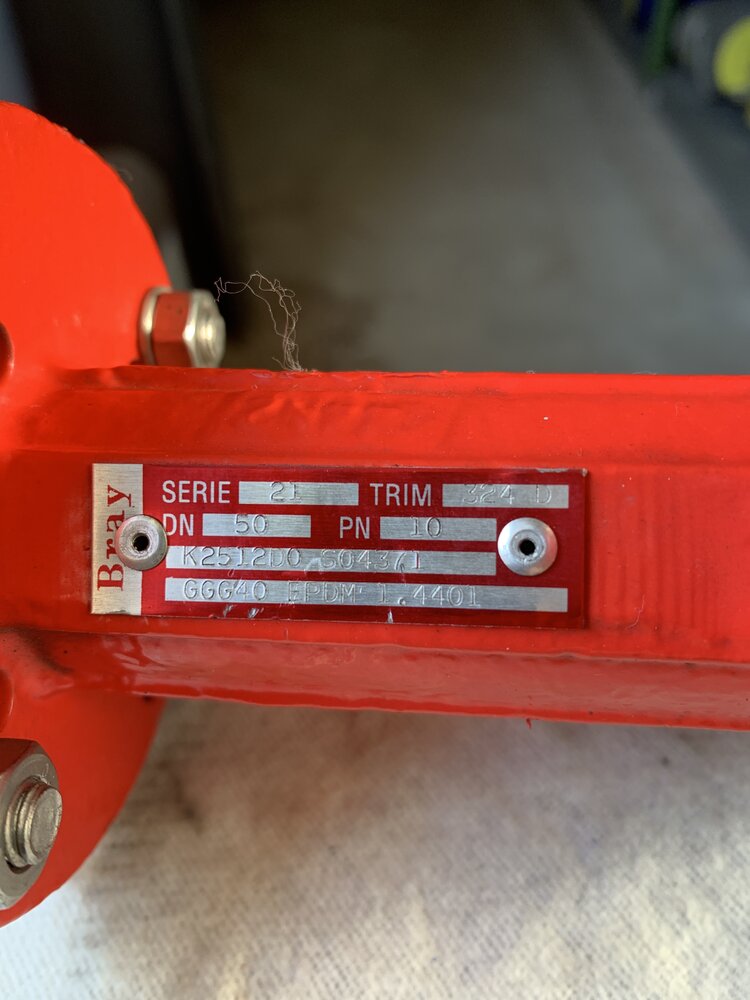 Bray
SERIE 21 TRIM 324 D
DN 50 PN 10
K2512D0 S04371
GGG40 EPDM 1.4401